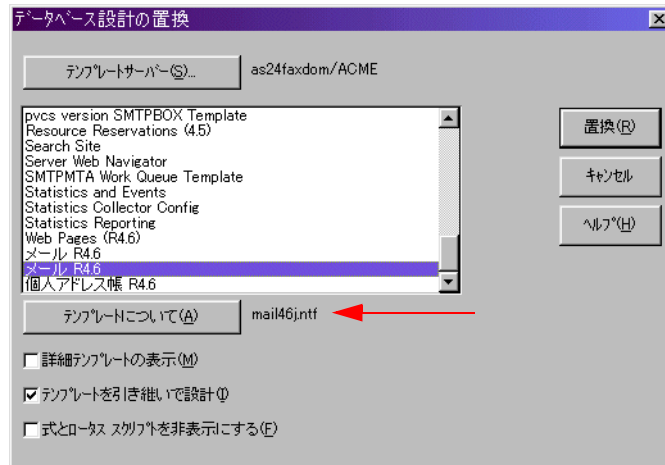 データベース設計の置換
テンプレートサーバー(S)...
as24faxdom/ACME
pvcs version SMTPBOX Template
Resource Reservations (4.5)
Search Site
Server Web Navigator
SMTPMTA Work Queue Template
Statistics and Events
Statistics Collector Config
Statistics Reporting
Web Pages (R4.6)
メール R4.6
メール R4.6
個人アドレス帳 R4.6
置換(R)
キャンセル
ヘルプ(H)
テンプレートについて(A)
mail46j.ntf
詳細テンプレートの表示(M)
テンプレートを引き継いで設計(I)
式とロータス スクリプトを非表示にする(F)